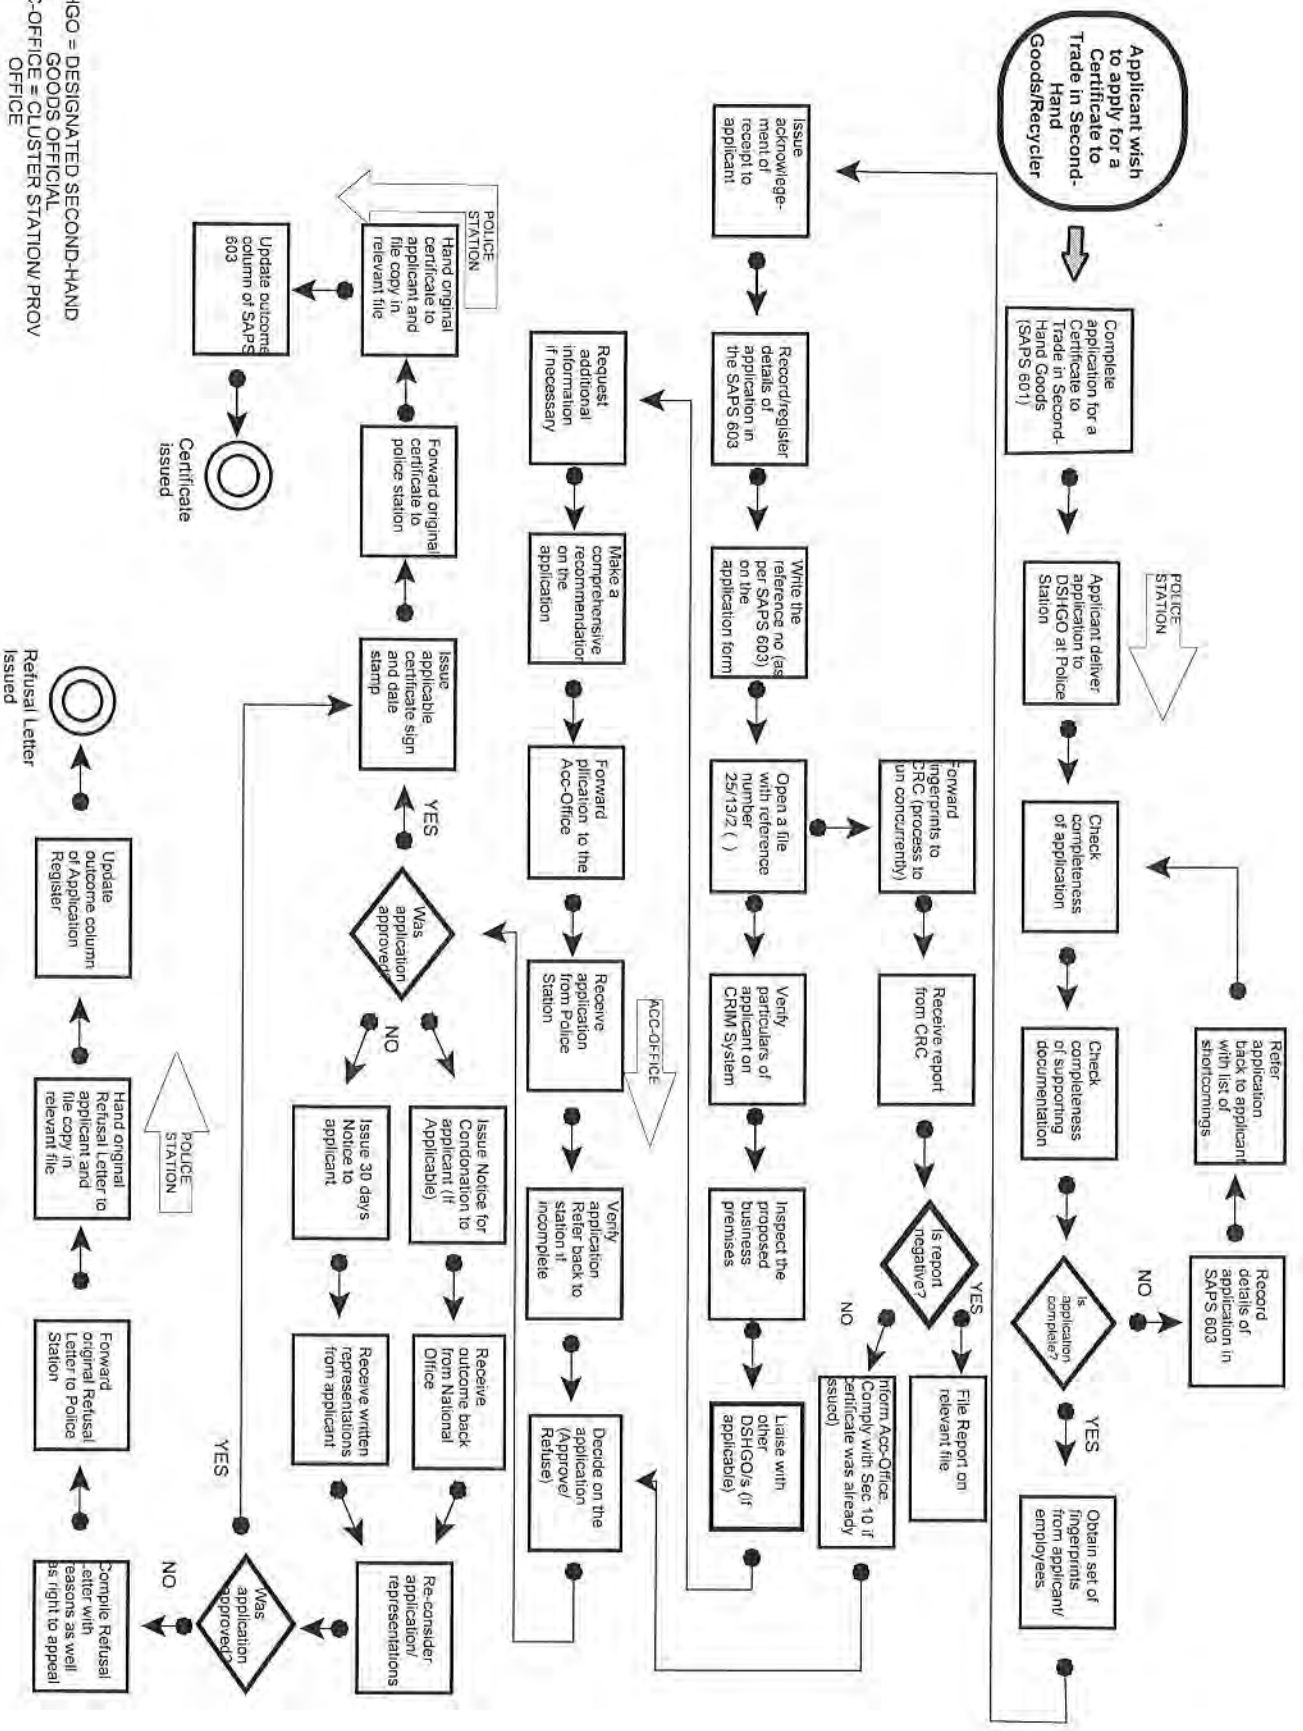 Applicant wish
to apply for a
Certificate to
Trade in Second-
Hand
Goods/Recycler
Complete
application for a
Certificate to
Trade in Second-
Hand Goods
(SAPS 601)
POLICE
STATION
Applicant deliver
application to
DSHGO at Police
Station
Check
completeness
of application
Check
completeness
of supporting
documentation
Is
application
complete?
NO
Record
details of
application in
SAPS 603
Refer
application
back to applicant
with list of
shortcomings
YES
Obtain set of
fingerprints
from applicant/
employees
Issue
acknowlege-
ment of
receipt to
applicant
Record/register
details of
application in
the SAPS 603
Write the
reference no (as
per SAPS 603)
on the
application form
Open a file
with reference
number
25/13/2 ( )
Forward
ingerprints to
CRC (process to
un concurrently)
Receive report
from CRC
Is report
negative?
YES
File Report on
relevant file
NO
nform Acc-Office.
Comply with Sec 10 if
certificate was already
ssued)
Verify
particulars of
applicant on
CRIM System
Inspect the
proposed
business
premises
Liaise with
other
DSHGO/s (if
applicable)
Request
additional
information
if necessary
Make a
comprehensive
recommendation
on the
application
Forward
pllication to the
Acc-Office
ACC-OFFICE
Receive
application
from Police
Station
Verify
application
Refer back to
station if
incomplete
Decide on the
application
(Approve/
Refuse)
Was
application
approved?
YES
Issue
applicable
certificate sign
and date
stamp
Forward original
certificate to
police station
POLICE
STATION
Hand original
certificate to
applicant and
file copy in
relevant file
Update outcome
column of SAPS
603
Certificate
issued
NO
Issue Notice for
Condonation to
applicant (If
Applicable)
Receive
outcome back
from National
Office
Issue 30 days
Notice to
applicant
Receive written
representations
from applicant
Re-consider
application/
representations
Was
application
approved?
YES
NO
Compile Refusal
Letter with
reasons as well
as right to appeal
Forward
original Refusal
Letter to Police
Station
POLICE
STATION
Hand original
Refusal Letter to
applicant and
file copy in
relevant file
Update
outcome column
of Application
Register
Refusal Letter
Issued
HGO = DESIGNATED SECOND-HAND
GOODS OFFICIAL
C-OFFICE = CLUSTER STATION/ PROV
OFFICE